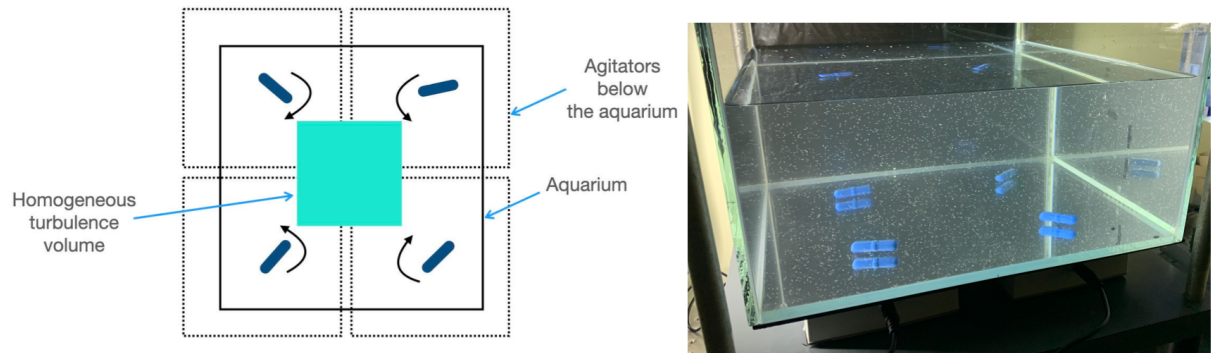 Agitators
below
the aquarium
Aquarium
Homogeneous
turbulence
volume